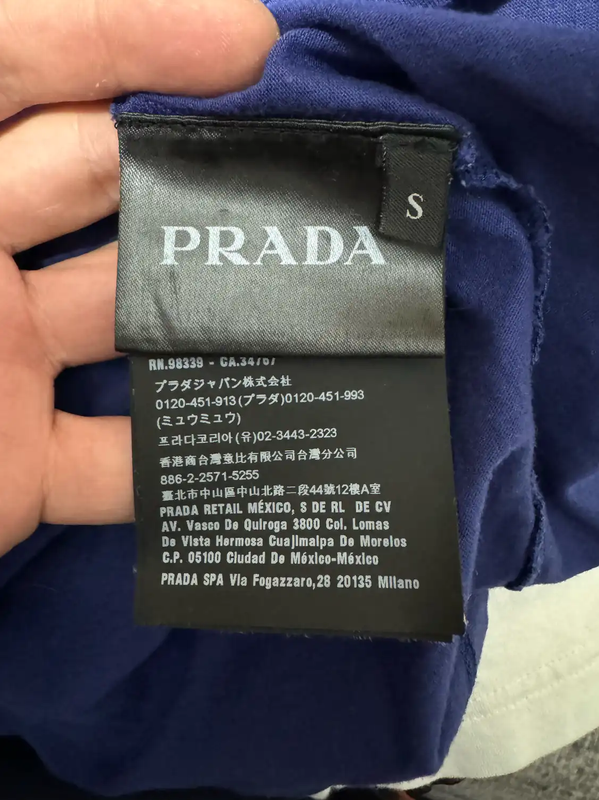 S
PRADA
RN.98339 - CA.34767
プラダジャパン株式会社
0120-451-913(プラダ)0120-451-993
(ミュウミュウ)
프라다코리아(유)02-3443-2323
香港商台灣蒾比有限公司台灣分公司
886-2-2571-5255
臺北市中山區中山北路二段44號12樓A室
PRADA RETAIL MÉXICO, S DE RL DE CV
AV. Vasco De Quiroga 3800 Col. Lomas
De Vista Hermosa Cuajimalpa De Morelos
C.P. 05100 Ciudad De México-México
PRADA SPA Via Fogazzaro,28 20135 Milano